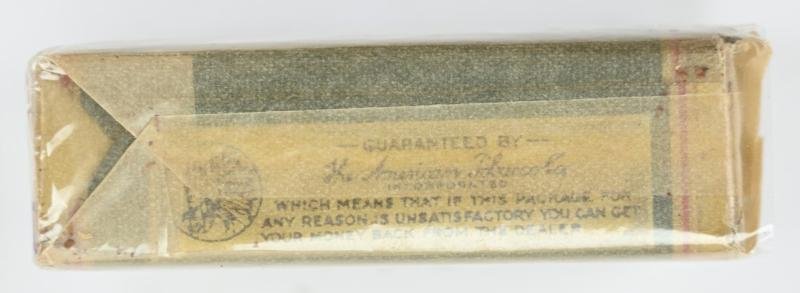 — GUARANTEED BY —
The American Tobacco Co.
INCORPORATED
WHICH MEANS THAT IF THIS PACKAGE FOR
ANY REASON IS UNSATISFACTORY YOU CAN GET
YOUR MONEY BACK FROM THE DEALER